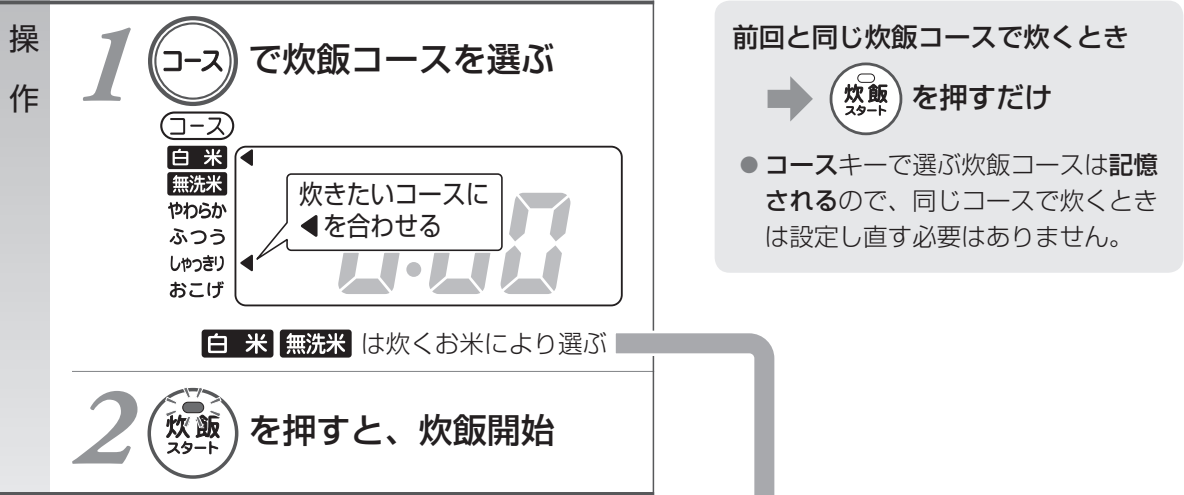 操
作
1 コース で炊飯コースを選ぶ
コース
白 米
無洗米
やわらか
ふつう
しゃっきり
おこげ
炊きたいコースに
◀を合わせる
0:00
白 米 無洗米 は炊くお米により選ぶ
2 炊飯 スタート を押すと、炊飯開始
前回と同じ炊飯コースで炊くとき
➡ 炊飯 スタート を押すだけ
● コースキーで選ぶ炊飯コースは記憶
されるので、同じコースで炊くとき
は設定し直す必要はありません。